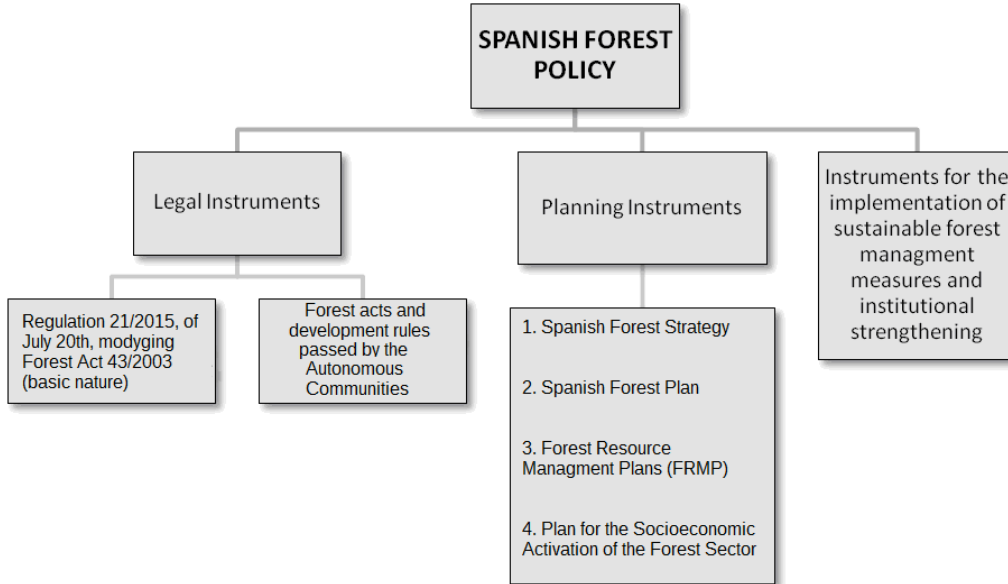 SPANISH FOREST
POLICY
Legal Instruments
Planning Instruments
Instruments for the
implementation of
sustainable forest
managment
measures and
institutional
strengthening
Regulation 21/2015, of
July 20th, modyging
Forest Act 43/2003
(basic nature)
Forest acts and
development rules
passed by the
Autonomous
Communities
1. Spanish Forest Strategy
2. Spanish Forest Plan
3. Forest Resource
Managment Plans (FRMP)
4. Plan for the Socioeconomic
Activation of the Forest Sector